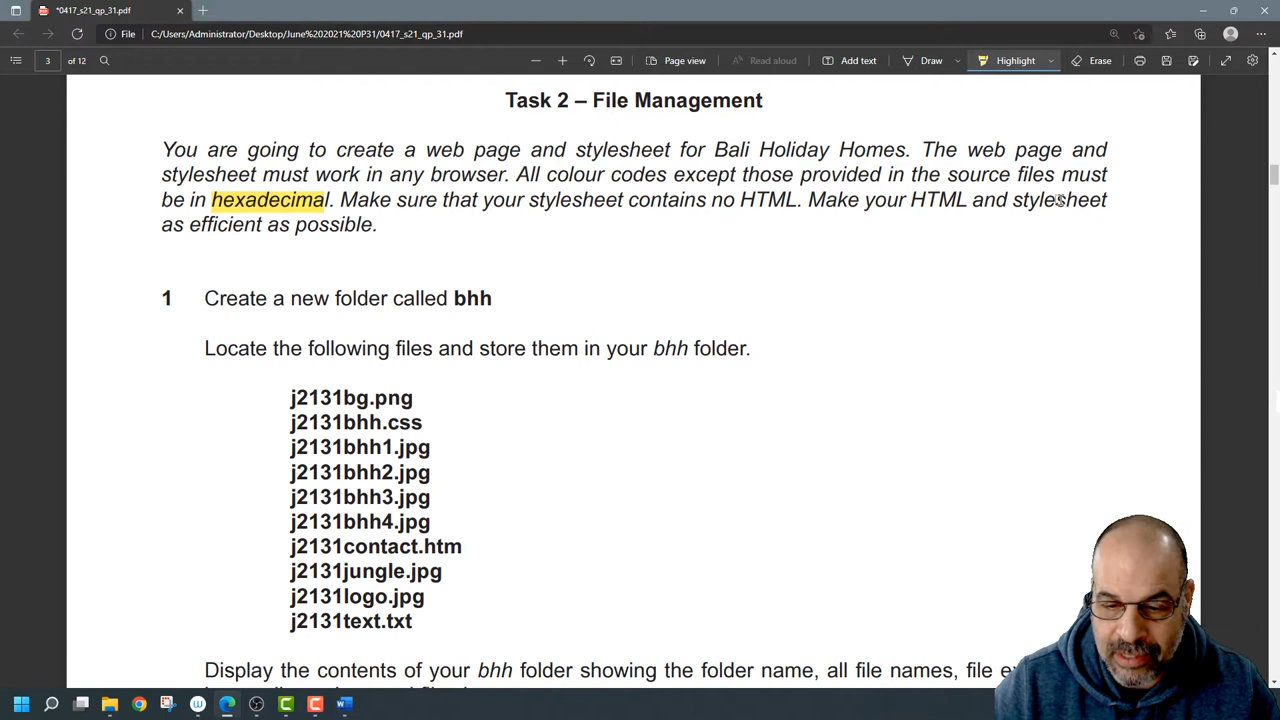 *0417_s21_qp_31.pdf
File C:/Users/Administrator/Desktop/June%202021%20P31/0417_s21_qp_31.pdf
3 of 12 Page view Read aloud Add text Draw Highlight Erase
Task 2 – File Management
You are going to create a web page and stylesheet for Bali Holiday Homes. The web page and
stylesheet must work in any browser. All colour codes except those provided in the source files must
be in hexadecimal. Make sure that your stylesheet contains no HTML. Make your HTML and stylesheet
as efficient as possible.
1 Create a new folder called bhh
Locate the following files and store them in your bhh folder.
j2131bg.png
j2131bhh.css
j2131bhh1.jpg
j2131bhh2.jpg
j2131bhh3.jpg
j2131bhh4.jpg
j2131contact.htm
j2131jungle.jpg
j2131logo.jpg
j2131text.txt
Display the contents of your bhh folder showing the folder name, all file names, file